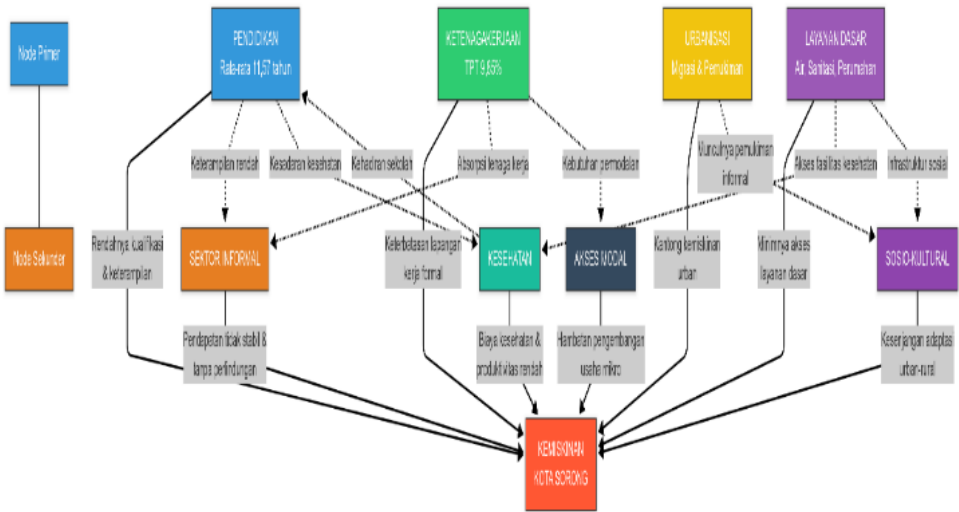 Node Primer
PENDIDIKAN
Rata-rata 11,57 tahun
KETENAGAKERJAAN
TPT 9,65%
URBANISASI
Migrasi & Permukiman
LAYANAN DASAR
Air, Sanitasi, Perumahan
Keterampilan rendah
Kesadaran kesehatan
Kehadiran sekolah
Absorpsi tenaga kerja
Kebutuhan permodalan
Munculnya pemukiman
informal
Akses fasilitas kesehatan
Infrastruktur sosial
Node Sekunder
Rendahnya kualifikasi
& keterampilan
SEKTOR INFORMAL
Keterbatasan lapangan
kerja formal
KESEHATAN
AKSES MODAL
Kantong kemiskinan
urban
Minimnya akses
layanan dasar
SOSIO-KULTURAL
Pendapatan tidak stabil &
tanpa perlindungan
Biaya kesehatan &
produktivitas rendah
Hambatan pengembangan
usaha mikro
Kesenjangan adaptas
urban-rural
KEMISKINAN
KOTA SORONG